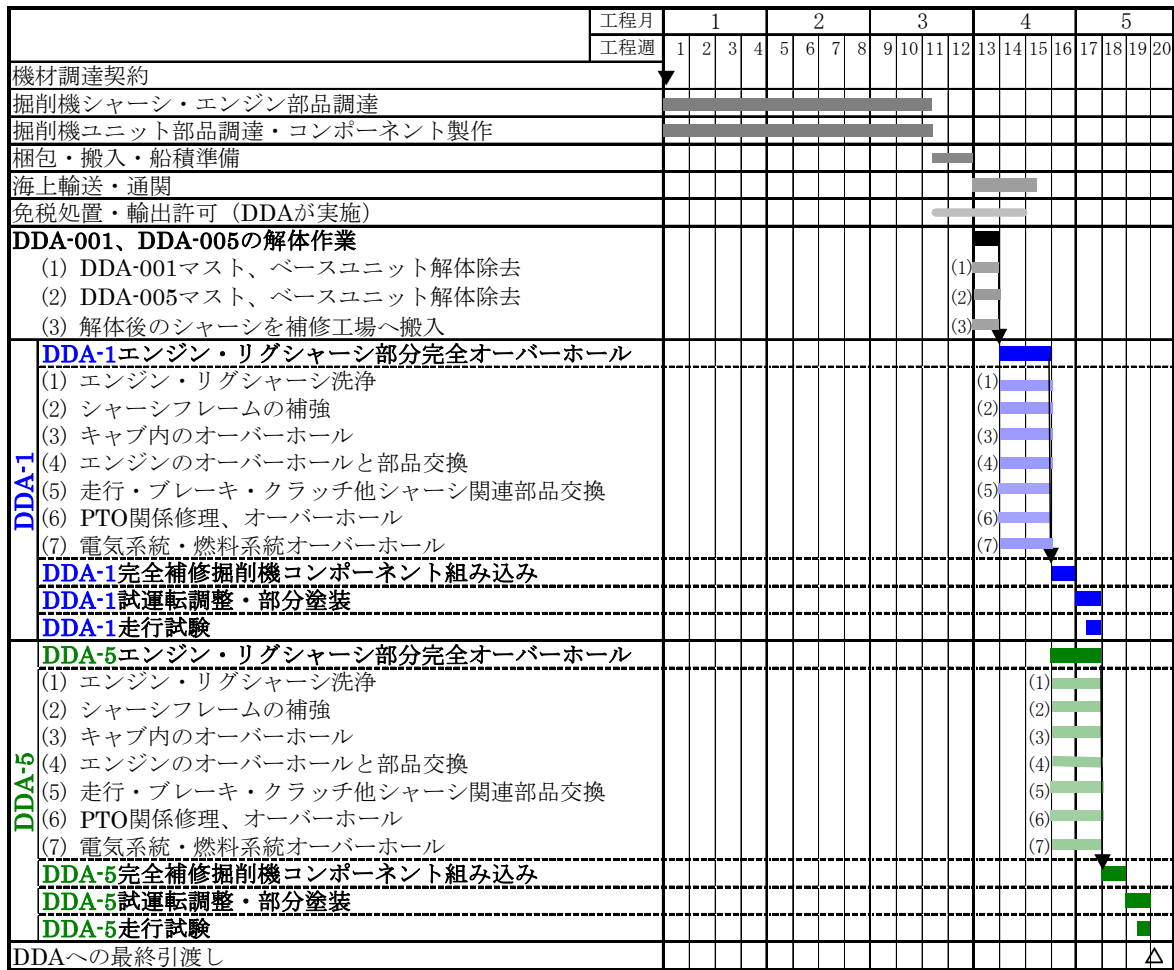 工程月 1 2 3 4 5
工程週 1 2 3 4 5 6 7 8 9 10 11 12 13 14 15 16 17 18 19 20
機材調達契約
掘削機シャーシ・エンジン部品調達
掘削機ユニット部品調達・コンポーネント製作
梱包・搬入・船積準備
海上輸送・通関
免税処置・輸出許可（DDAが実施）
DDA-001、DDA-005の解体作業
(1) DDA-001マスト、ベースユニット解体除去 (1)
(2) DDA-005マスト、ベースユニット解体除去 (2)
(3) 解体後のシャーシを補修工場へ搬入 (3)
DDA-1
DDA-1エンジン・リグシャーシ部分完全オーバーホール
(1) エンジン・リグシャーシ洗浄 (1)
(2) シャーシフレームの補強 (2)
(3) キャブ内のオーバーホール (3)
(4) エンジンのオーバーホールと部品交換 (4)
(5) 走行・ブレーキ・クラッチ他シャーシ関連部品交換 (5)
(6) PTO関係修理、オーバーホール (6)
(7) 電気系統・燃料系統オーバーホール (7)
DDA-1完全補修掘削機コンポーネント組み込み
DDA-1試運転調整・部分塗装
DDA-1走行試験
DDA-5
DDA-5エンジン・リグシャーシ部分完全オーバーホール
(1) エンジン・リグシャーシ洗浄 (1)
(2) シャーシフレームの補強 (2)
(3) キャブ内のオーバーホール (3)
(4) エンジンのオーバーホールと部品交換 (4)
(5) 走行・ブレーキ・クラッチ他シャーシ関連部品交換 (5)
(6) PTO関係修理、オーバーホール (6)
(7) 電気系統・燃料系統オーバーホール (7)
DDA-5完全補修掘削機コンポーネント組み込み
DDA-5試運転調整・部分塗装
DDA-5走行試験
DDAへの最終引渡し